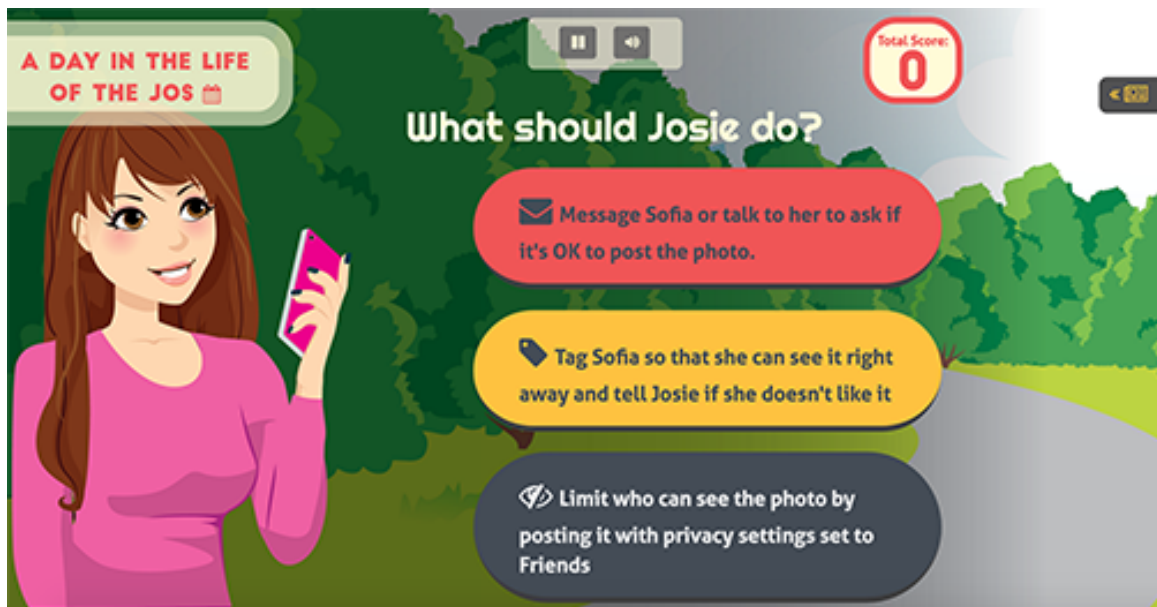 A DAY IN THE LIFE
OF THE JOS
Total Score:
0
What should Josie do?
Message Sofia or talk to her to ask if
it's OK to post the photo.
Tag Sofia so that she can see it right
away and tell Josie if she doesn't like it
Limit who can see the photo by
posting it with privacy settings set to
Friends